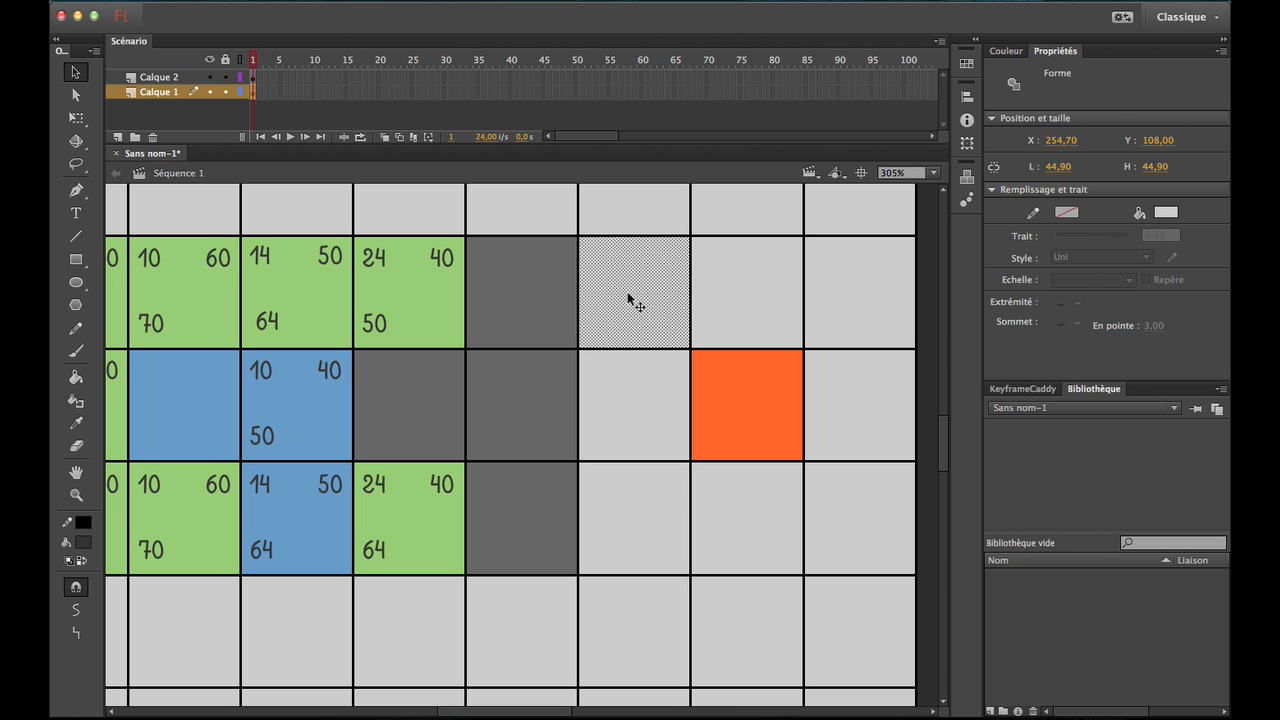 Fl
Classique
Scénario
O...
1 5 10 15 20 25 30 35 40 45 50 55 60 65 70 75 80 85 90 95 100
Calque 2
Calque 1
1 24,00 i/s 0,0 s
Sans nom-1*
Séquence 1
305%
0 10 60 14 50 24 40
70 64 50
0 10 40
50
0 10 60 14 50 24 40
70 64 64
Couleur Propriétés
Forme
Position et taille
X : 254,70 Y : 108,00
L : 44,90 H : 44,90
Remplissage et trait
Trait : 0,10
Style : Uni
Echelle : Repère
Extrémité :
Sommet : En pointe : 3,00
KeyframeCaddy Bibliothèque
Sans nom-1
Bibliothèque vide
Nom Liaison